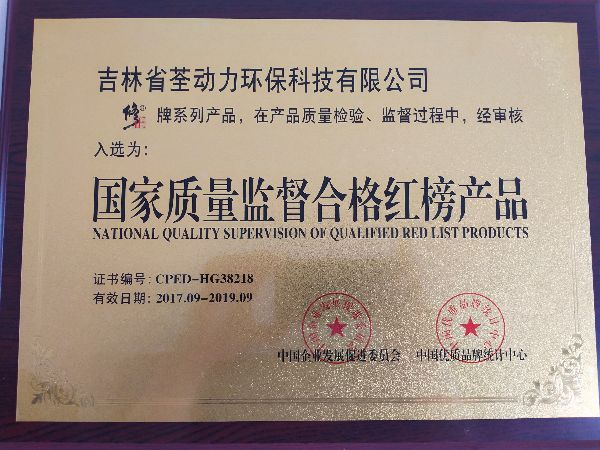 吉林省荃动力环保科技有限公司
修 牌系列产品，在产品质量检验、监督过程中，经审核
入选为：
国家质量监督合格红榜产品
NATIONAL QUALITY SUPERVISION OF QUALIFIED RED LIST PRODUCTS
证书编号：CPED-HG38218
有效日期：2017.09-2019.09
中国企业发展促进委员会 中国优质品牌统计中心